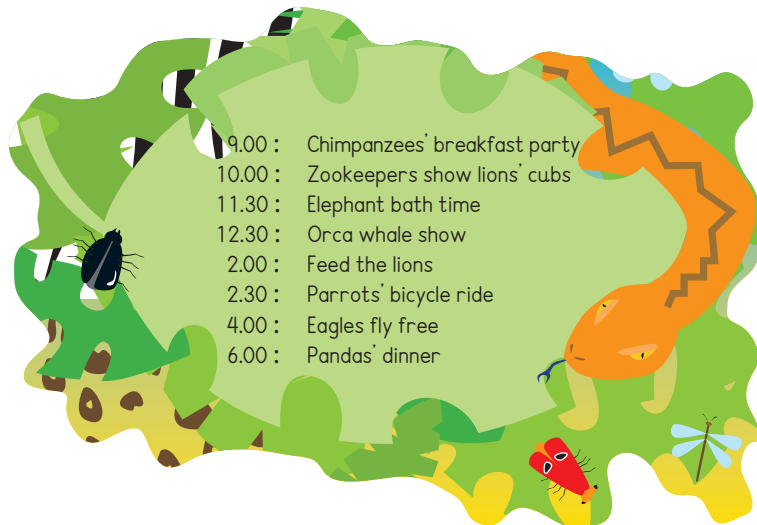 9.00 : Chimpanzees' breakfast party
10.00 : Zookeepers show lions' cubs
11.30 : Elephant bath time
12.30 : Orca whale show
2.00 : Feed the lions
2.30 : Parrots' bicycle ride
4.00 : Eagles fly free
6.00 : Pandas' dinner